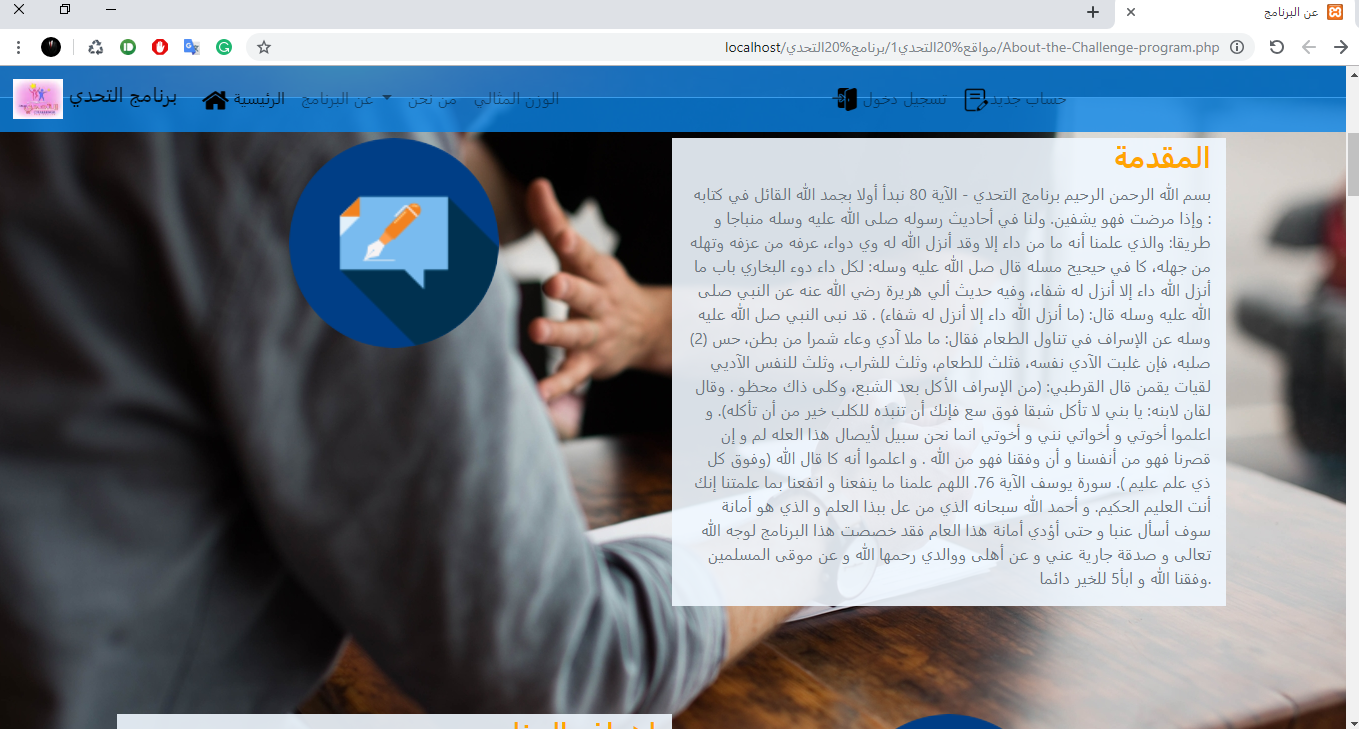 عن البرنامج
localhost/مواقع%20التحدي1/برنامج%20التحدي/About-the-Challenge-program.php
برنامج التحدي
الرئيسية
عن البرنامج
من نحن
الوزن المثالي
تسجيل دخول
حساب جديد
المقدمة
بسم الله الرحمن الرحيم برنامج التحدي - الآية 80 نبدأ أولا بجمد الله القائل في كتابه
: وإذا مرضت فهو يشفين. ولنا في أحاديث رسوله صلى الله عليه وسله منباجا و
طريقا: والذي علمنا أنه ما من داء إلا وقد أنزل الله له وي دواء، عرفه من عزفه وتهله
من جهله، كا في حيحيح مسله قال صل الله عليه وسله: لكل داء دوء البخاري باب ما
أنزل الله داء إلا أنزل له شفاء، وفيه حديث ألي هريرة رضي الله عنه عن النبي صلى
الله عليه وسله قال: (ما أنزل الله داء إلا أنزل له شفاء) . قد نبى النبي صل الله عليه
وسله عن الإسراف في تناول الطعام فقال: ما ملا آدي وعاء شمرا من بطن، حس (2)
صلبه، فإن غلبت الآدي نفسه، فثلث للطعام، وثلث للشراب، وثلث للنفس الآدبي
لقيات يقمن قال القرطبي: (من الإسراف الأكل بعد الشبع، وكلى ذاك محظو . وقال
لقان لابنه: يا بني لا تأكل شبقا فوق سع فإنك أن تنبذه للكلب خير من أن تأكله). و
اعلموا أخوتي و أخواتي نني و أخوتي انما نحن سبيل لأيصال هذا العله لم و إن
قصرنا فهو من أنفسنا و أن وفقنا فهو من الله . و اعلموا أنه كا قال الله (وفوق كل
ذي علم عليم ). سورة يوسف الآية 76. اللهم علمنا ما ينفعنا و انفعنا بما علمتنا إنك
أنت العليم الحكيم. و أحمد الله سبحانه الذي من عل ببذا العلم و الذي هو أمانة
سوف أسأل عنبا و حتى أؤدي أمانة هذا العام فقد خصصت هذا البرنامج لوجه الله
تعالى و صدقة جارية عني و عن أهلى ووالدي رحمها الله و عن موقى المسلمين
.وفقنا الله و ابأ5 للخير دائما